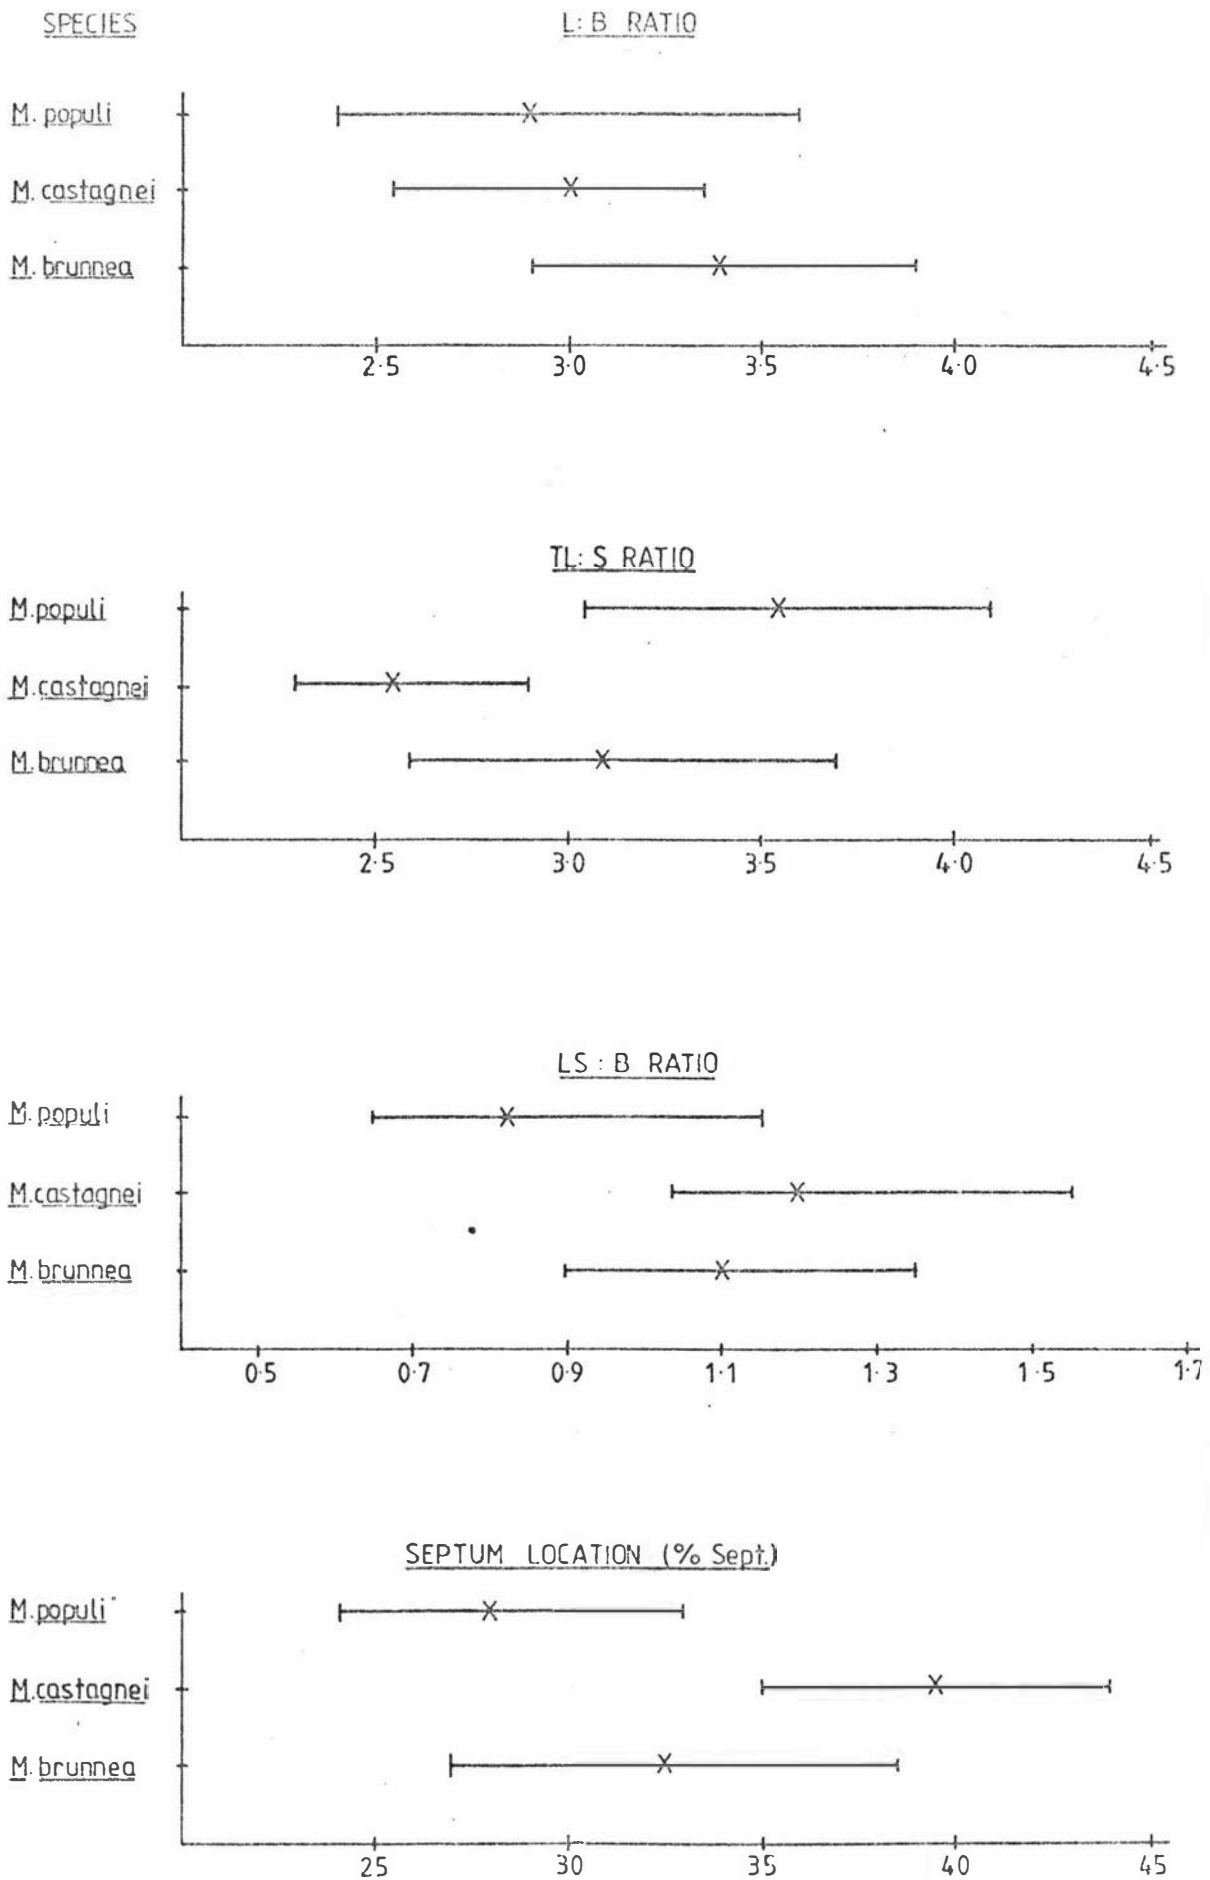 SPECIES L: B RATIO
M. populi
M. castagnei
M. brunnea
2·5 3·0 3·5 4·0 4·5
TL: S RATIO
M. populi
M. castagnei
M. brunnea
2·5 3·0 3·5 4·0 4·5
LS : B RATIO
M. populi
M. castagnei
M. brunnea
0·5 0·7 0·9 1·1 1·3 1·5 1·7
SEPTUM LOCATION (% Sept.)
M. populi
M. castagnei
M. brunnea
25 30 35 40 45